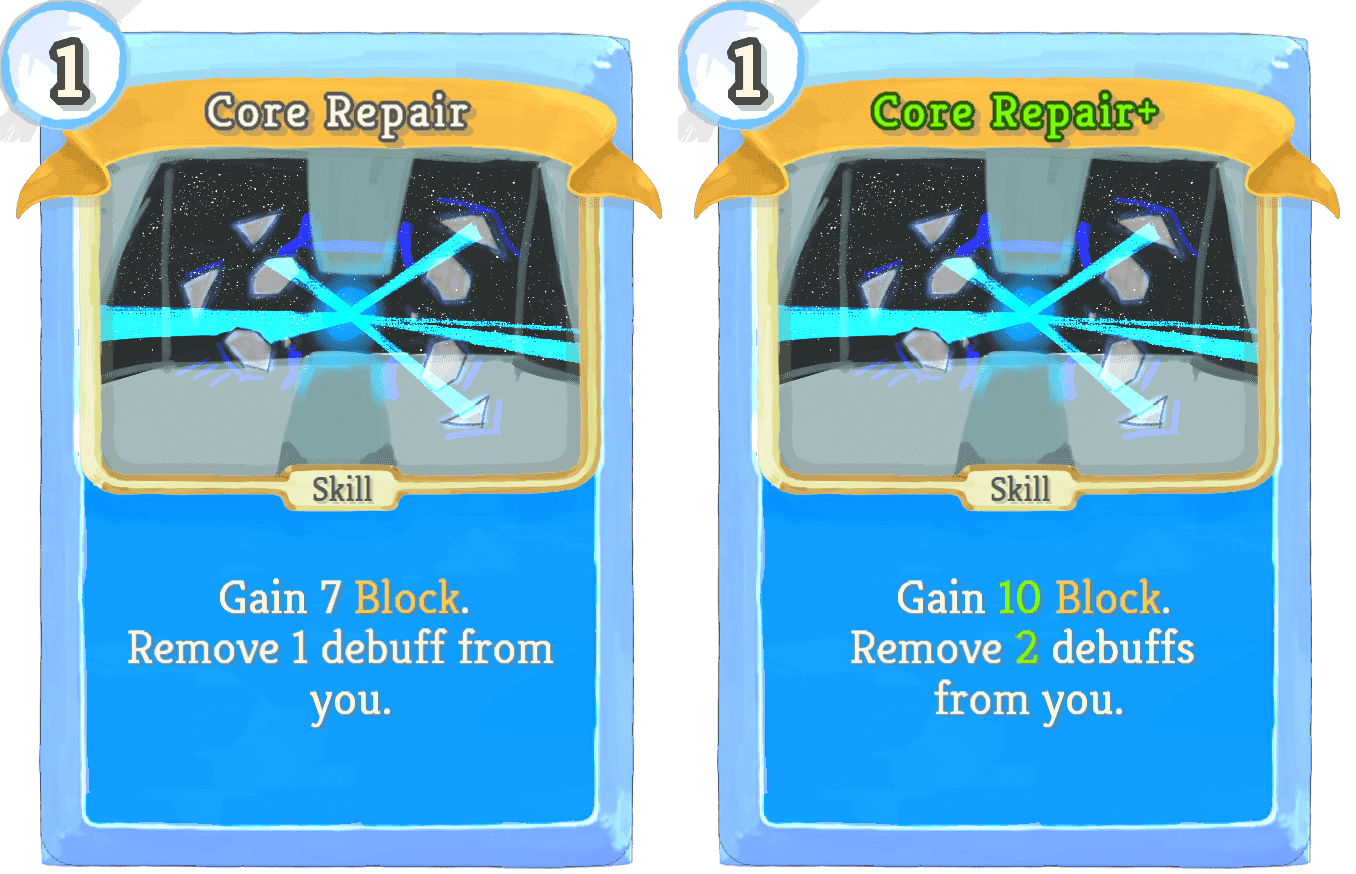 1
Core Repair
Skill
Gain 7 Block.
Remove 1 debuff from
you.
1
Core Repair+
Skill
Gain 10 Block.
Remove 2 debuffs
from you.